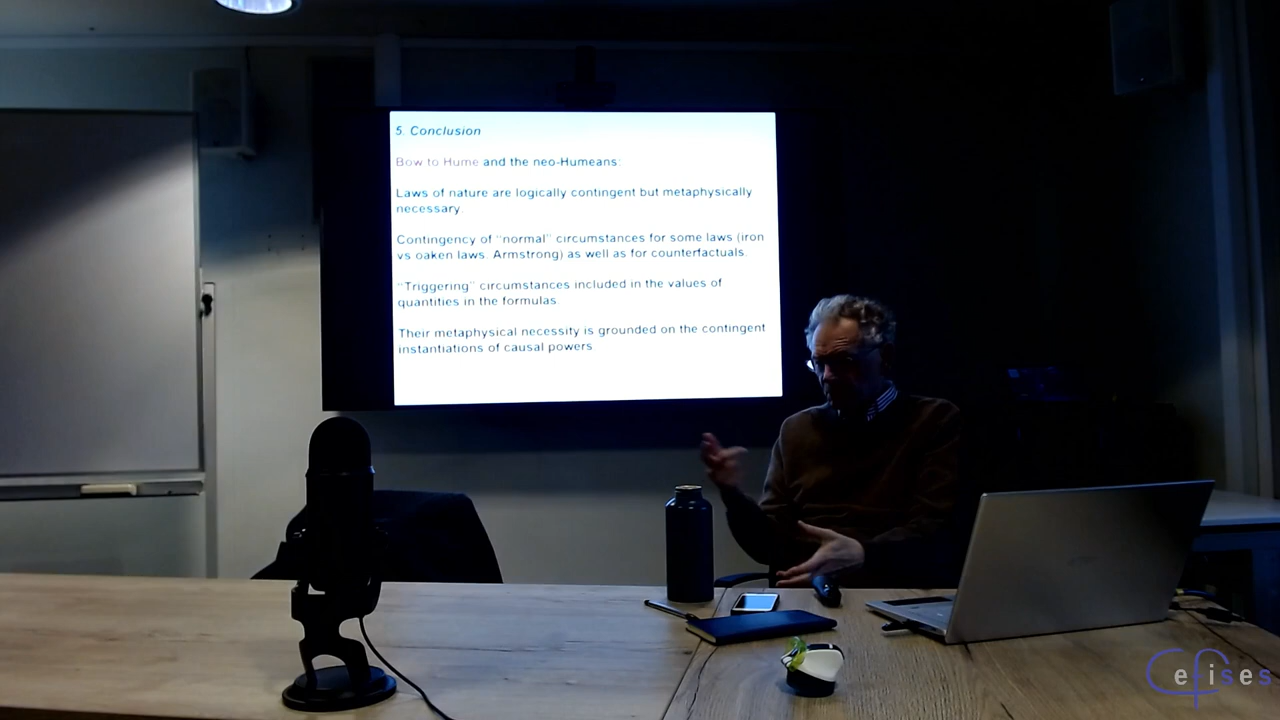 5. Conclusion
Bow to Hume and the neo-Humeans:
Laws of nature are logically contingent but metaphysically
necessary.
Contingency of “normal” circumstances for some laws (iron
vs oaken laws. Armstrong) as well as for counterfactuals.
“Triggering” circumstances included in the values of
quantities in the formulas
Their metaphysical necessity is grounded on the contingent
instantiations of causal powers
Cefises